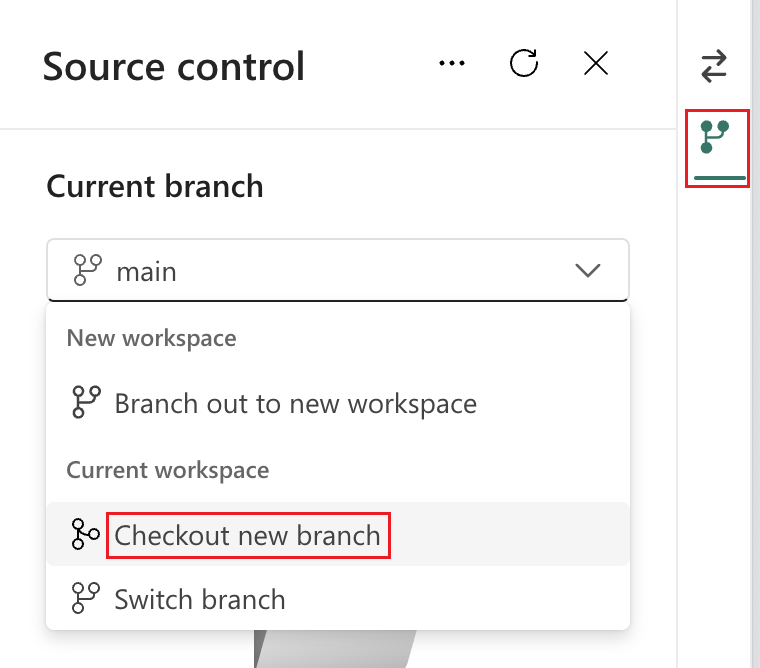 Source control
Current branch
main
New workspace
Branch out to new workspace
Current workspace
Checkout new branch
Switch branch